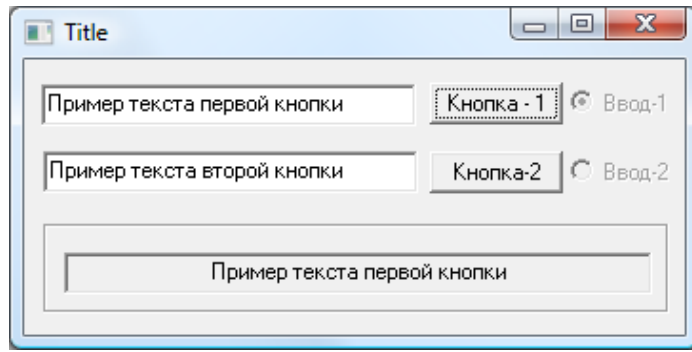 Title
Пример текста первой кнопки Кнопка - 1 Ввод-1
Пример текста второй кнопки Кнопка-2 Ввод-2
Пример текста первой кнопки